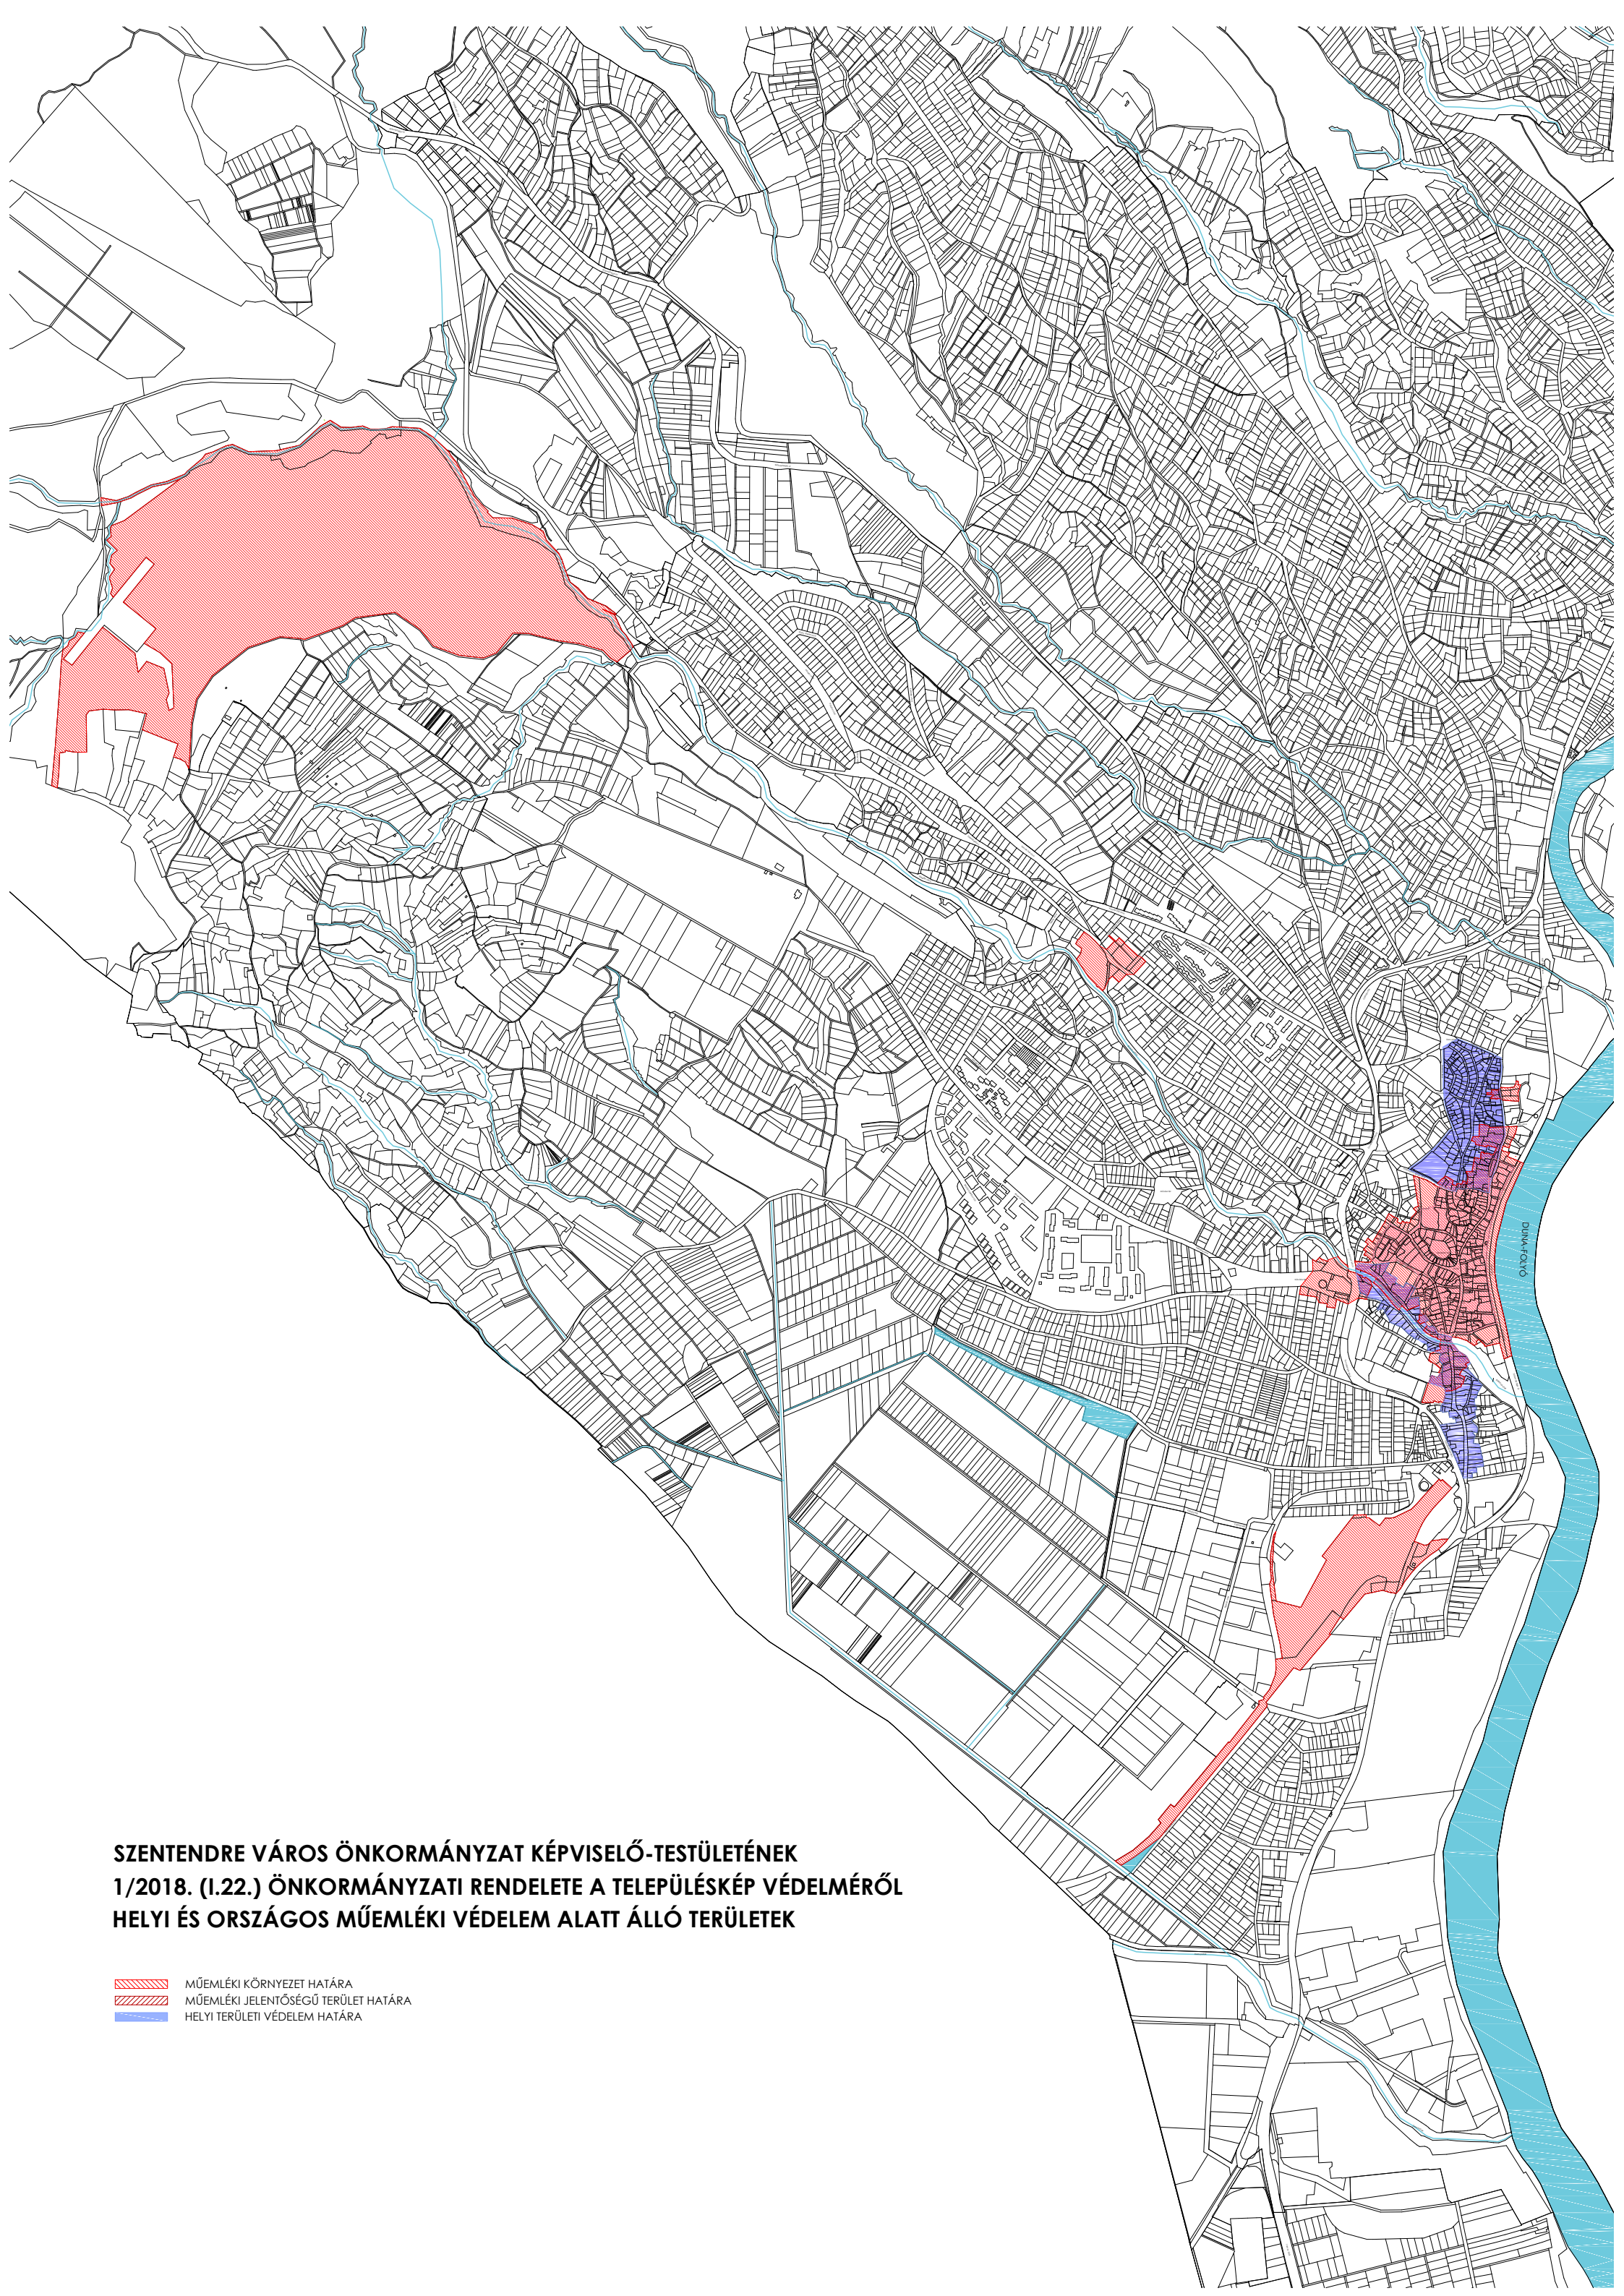 DUNA-FOLYÓ
SZENTENDRE VÁROS ÖNKORMÁNYZAT KÉPVISELŐ-TESTÜLETÉNEK
1/2018. (I.22.) ÖNKORMÁNYZATI RENDELETE A TELEPÜLÉSKÉP VÉDELMÉRŐL
HELYI ÉS ORSZÁGOS MŰEMLÉKI VÉDELEM ALATT ÁLLÓ TERÜLETEK
MŰEMLÉKI KÖRNYEZET HATÁRA
MŰEMLÉKI JELENTŐSÉGŰ TERÜLET HATÁRA
HELYI TERÜLETI VÉDELEM HATÁRA